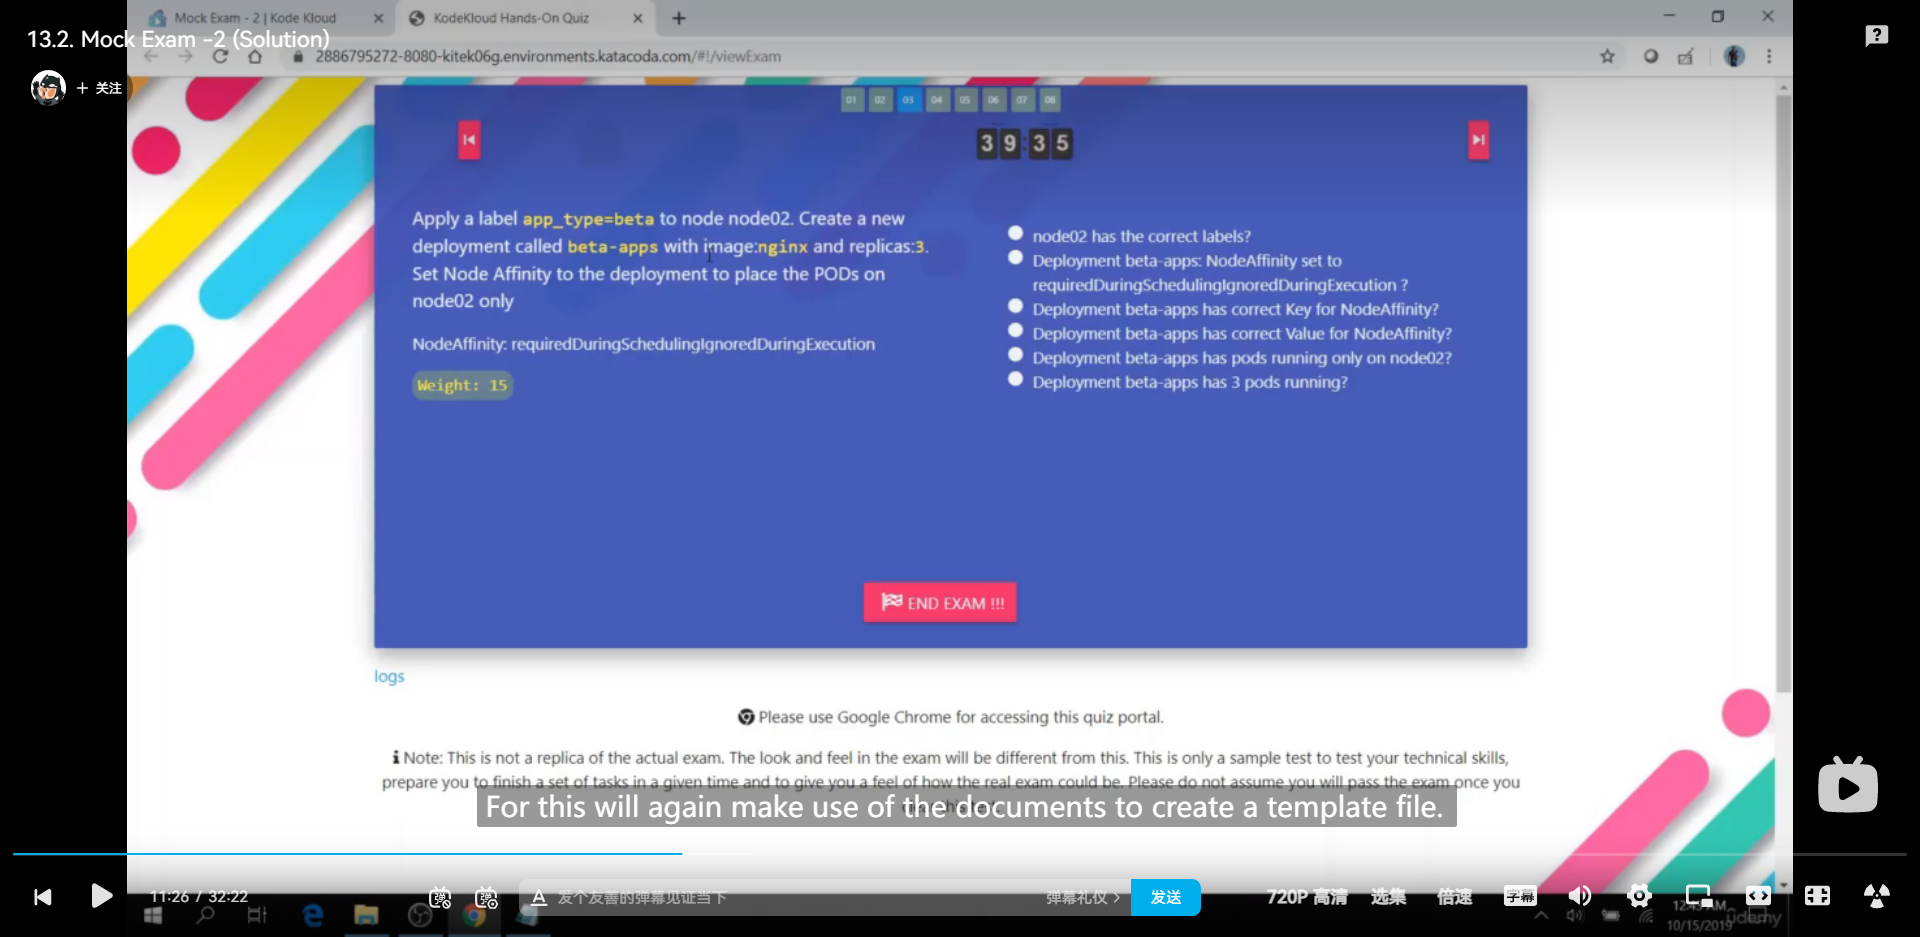 Mock Exam - 2 | Kode Kloud
KodeKloud Hands-On Quiz
13.2. Mock Exam -2 (Solution)
2886795272-8080-kitek06g.environments.katacoda.com/#!/viewExam
+ 关注
01 02 03 04 05 06 07 08
39:35
Apply a label app_type=beta to node node02. Create a new
deployment called beta-apps with image:nginx and replicas:3.
Set Node Affinity to the deployment to place the PODs on
node02 only
NodeAffinity: requiredDuringSchedulingIgnoredDuringExecution
Weight: 15
node02 has the correct labels?
Deployment beta-apps: NodeAffinity set to
requiredDuringSchedulingIgnoredDuringExecution ?
Deployment beta-apps has correct Key for NodeAffinity?
Deployment beta-apps has correct Value for NodeAffinity?
Deployment beta-apps has pods running only on node02?
Deployment beta-apps has 3 pods running?
END EXAM !!!
logs
Please use Google Chrome for accessing this quiz portal.
Note: This is not a replica of the actual exam. The look and feel in the exam will be different from this. This is only a sample test to test your technical skills,
prepare you to finish a set of tasks in a given time and to give you a feel of how the real exam could be. Please do not assume you will pass the exam once you
For this will again make use of the documents to create a template file.
11:26 / 32:22
弹
弹
发个友善的弹幕见证当下
弹幕礼仪 >
发送
720P 高清
选集
倍速
字幕
10/15/2019
udemy